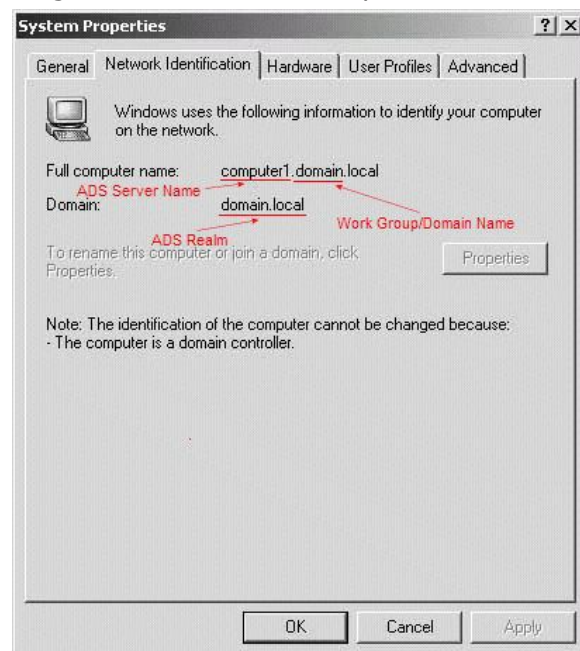 System Properties
? ×
General Network Identification Hardware User Profiles Advanced
Windows uses the following information to identify your computer
on the network.
Full computer name: computer1.domain.local
ADS Server Name
Domain: domain.local
Work Group/Domain Name
ADS Realm
To rename this computer or join a domain, click
Properties.
Properties
Note: The identification of the computer cannot be changed because:
- The computer is a domain controller.
OK Cancel Apply